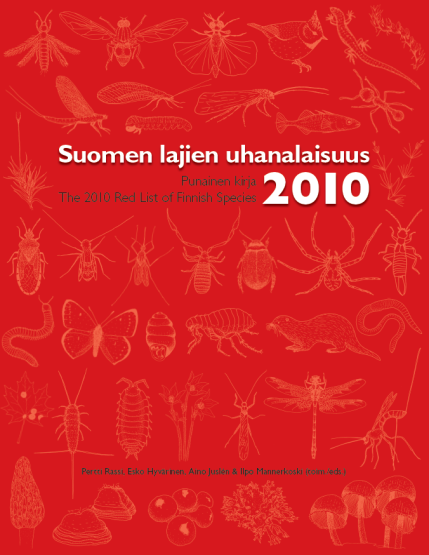 Suomen lajien uhanalaisuus
Punainen kirja 2010
The 2010 Red List of Finnish Species
Pertti Rassi, Esko Hyvärinen, Aino Juslén & Ilpo Mannerkoski